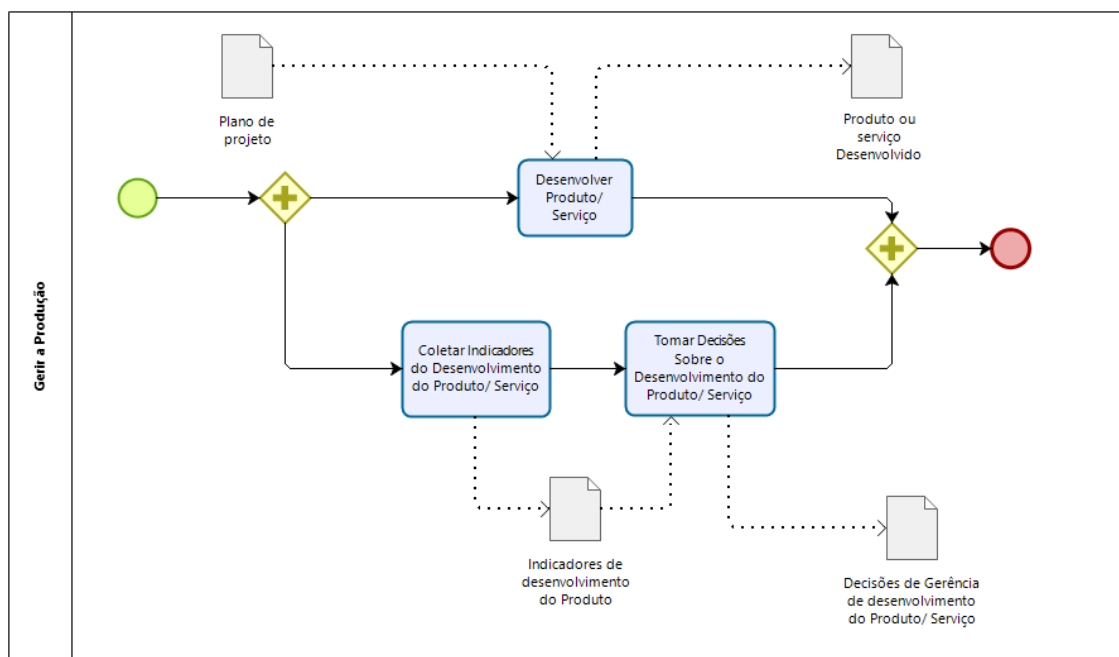 Gerir a Produção
Plano de
projeto
Produto ou
serviço
Desenvolvido
Desenvolver
Produto/
Serviço
Coletar Indicadores
do Desenvolvimento
do Produto/ Serviço
Tomar Decisões
Sobre o
Desenvolvimento do
Produto/ Serviço
Indicadores de
desenvolvimento
do Produto
Decisões de Gerência
de desenvolvimento
do Produto/ Serviço